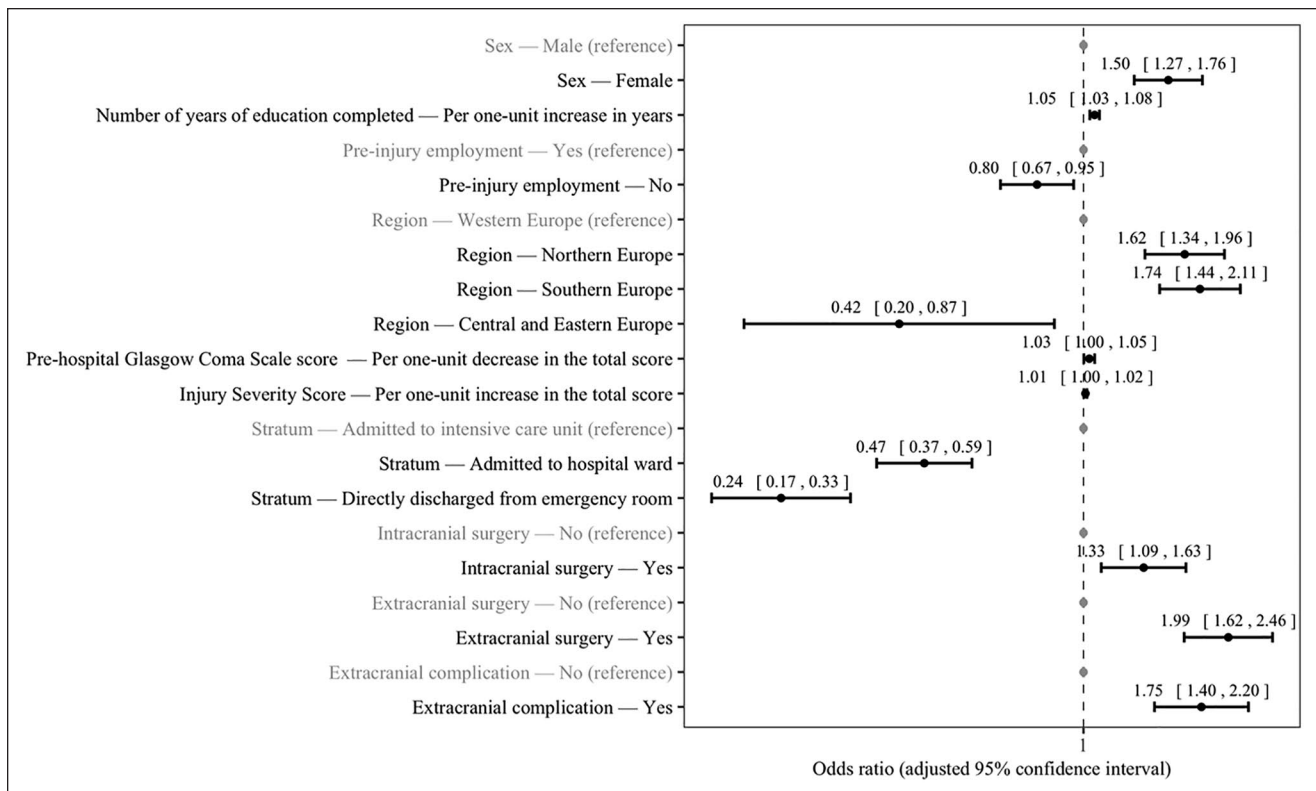 Sex — Male (reference)
1.50 [ 1.27 , 1.76 ]
Sex — Female
1.05 [ 1.03 , 1.08 ]
Number of years of education completed — Per one-unit increase in years
Pre-injury employment — Yes (reference)
0.80 [ 0.67 , 0.95 ]
Pre-injury employment — No
Region — Western Europe (reference)
1.62 [ 1.34 , 1.96 ]
Region — Northern Europe
1.74 [ 1.44 , 2.11 ]
Region — Southern Europe
0.42 [ 0.20 , 0.87 ]
Region — Central and Eastern Europe
1.03 [ 1.00 , 1.05 ]
Pre-hospital Glasgow Coma Scale score — Per one-unit decrease in the total score
1.01 [ 1.00 , 1.02 ]
Injury Severity Score — Per one-unit increase in the total score
Stratum — Admitted to intensive care unit (reference)
0.47 [ 0.37 , 0.59 ]
Stratum — Admitted to hospital ward
0.24 [ 0.17 , 0.33 ]
Stratum — Directly discharged from emergency room
Intracranial surgery — No (reference)
1.33 [ 1.09 , 1.63 ]
Intracranial surgery — Yes
Extracranial surgery — No (reference)
1.99 [ 1.62 , 2.46 ]
Extracranial surgery — Yes
Extracranial complication — No (reference)
1.75 [ 1.40 , 2.20 ]
Extracranial complication — Yes
1
Odds ratio (adjusted 95% confidence interval)